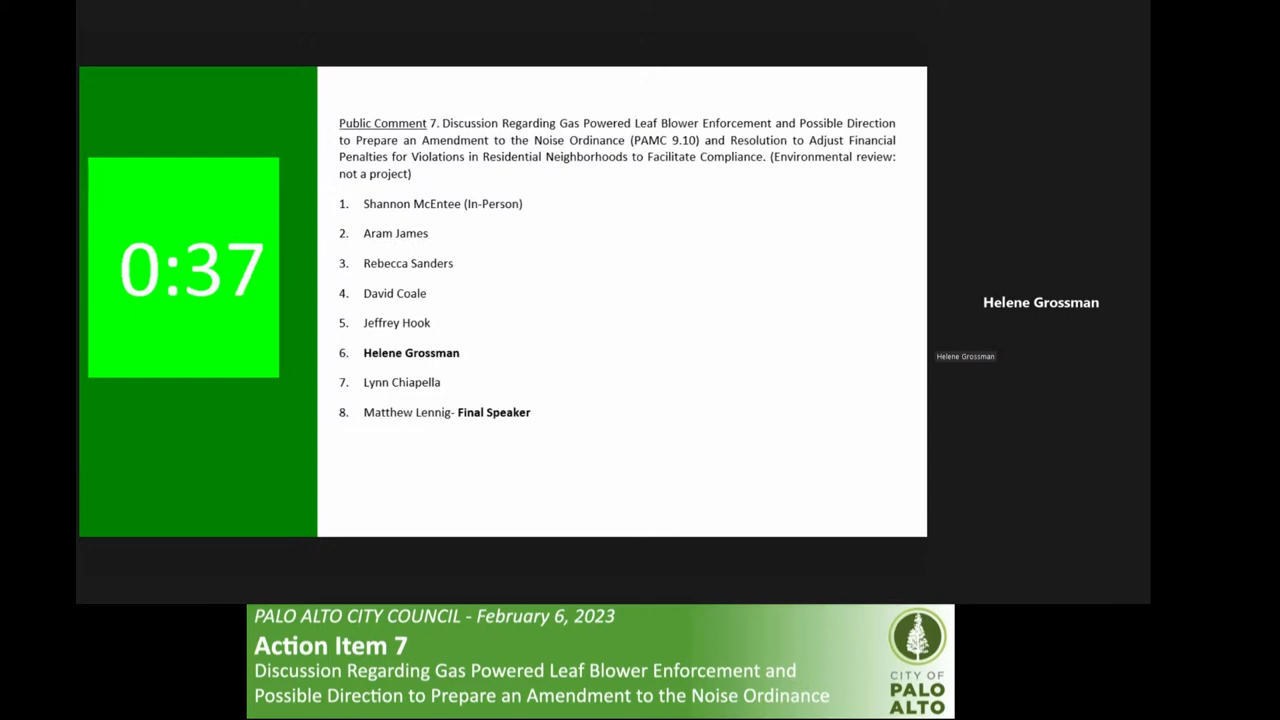 0:37
Public Comment 7. Discussion Regarding Gas Powered Leaf Blower Enforcement and Possible Direction
to Prepare an Amendment to the Noise Ordinance (PAMC 9.10) and Resolution to Adjust Financial
Penalties for Violations in Residential Neighborhoods to Facilitate Compliance. (Environmental review:
not a project)
1. Shannon McEntee (In-Person)
2. Aram James
3. Rebecca Sanders
4. David Coale
5. Jeffrey Hook
6. Helene Grossman
7. Lynn Chiapella
8. Matthew Lennig- Final Speaker
Helene Grossman
Helene Grossman
PALO ALTO CITY COUNCIL - February 6, 2023
Action Item 7
Discussion Regarding Gas Powered Leaf Blower Enforcement and
Possible Direction to Prepare an Amendment to the Noise Ordinance
CITY OF
PALO
ALTO